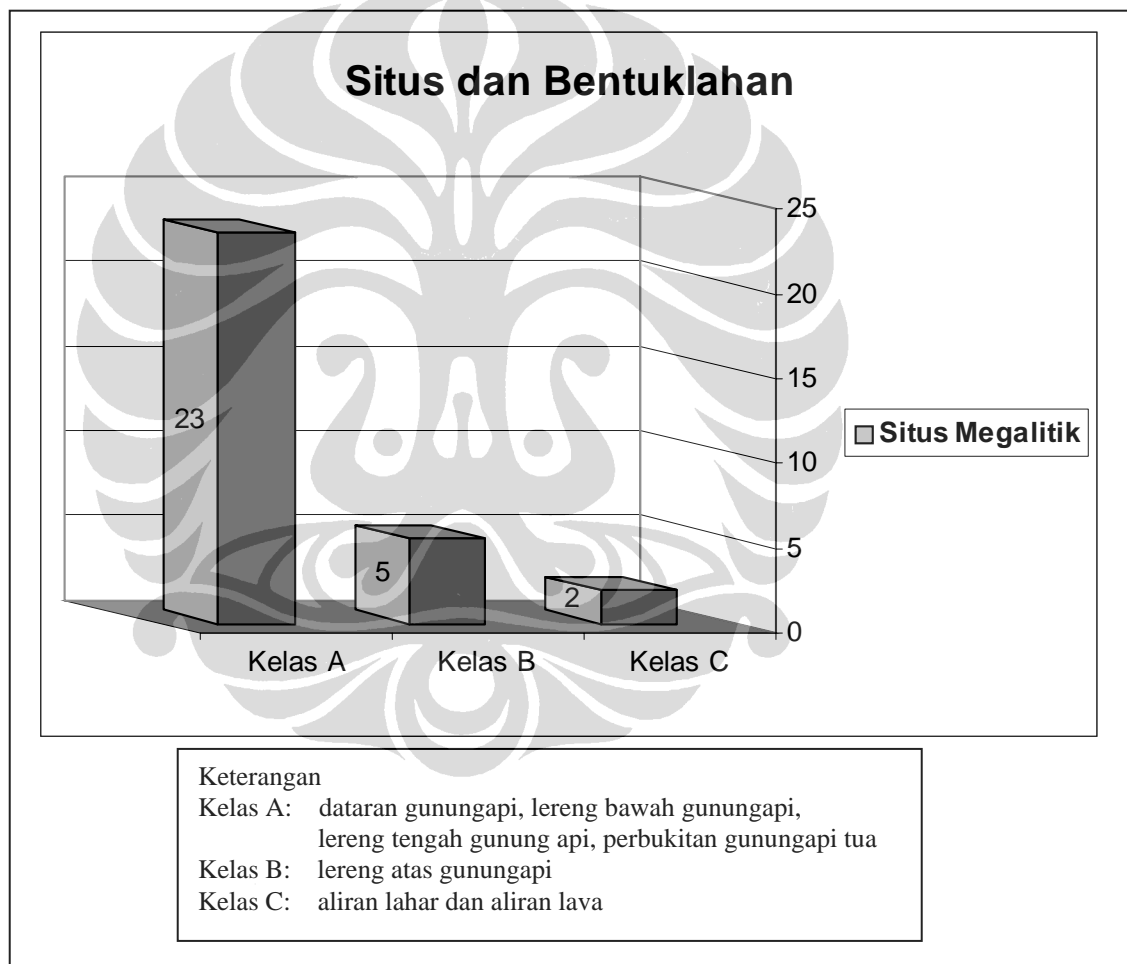 Situs dan Bentuklahan
25
20
15
10
5
0
23
5
2
Kelas A Kelas B Kelas C
Situs Megalitik
Keterangan
Kelas A: dataran gunungapi, lereng bawah gunungapi,
lereng tengah gunung api, perbukitan gunungapi tua
Kelas B: lereng atas gunungapi
Kelas C: aliran lahar dan aliran lava